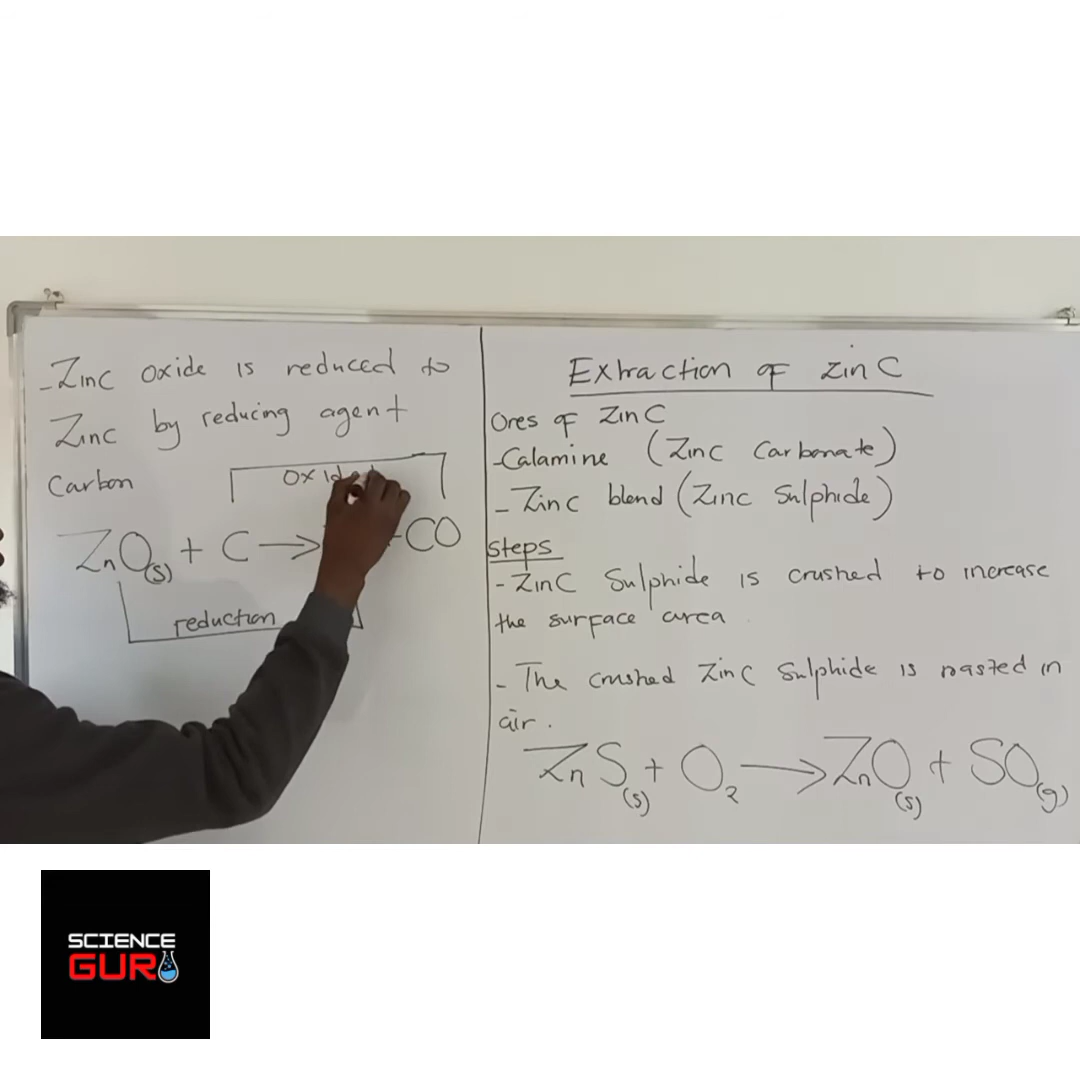 -Zinc oxide is reduced to
Zinc by reducing agent
Carbon
ZnO(s) + C → CO
reduction
Extraction of zinc
Ores of Zinc
-Calamine (Zinc Carbonate)
- Zinc blend (Zinc Sulphide)
Steps
- Zinc Sulphide is crushed to increase
the surface area
- The crushed Zinc Sulphide is roasted in
air.
ZnS(s) + O2 → ZnO(s) + SO(g)
SCIENCE
GURU